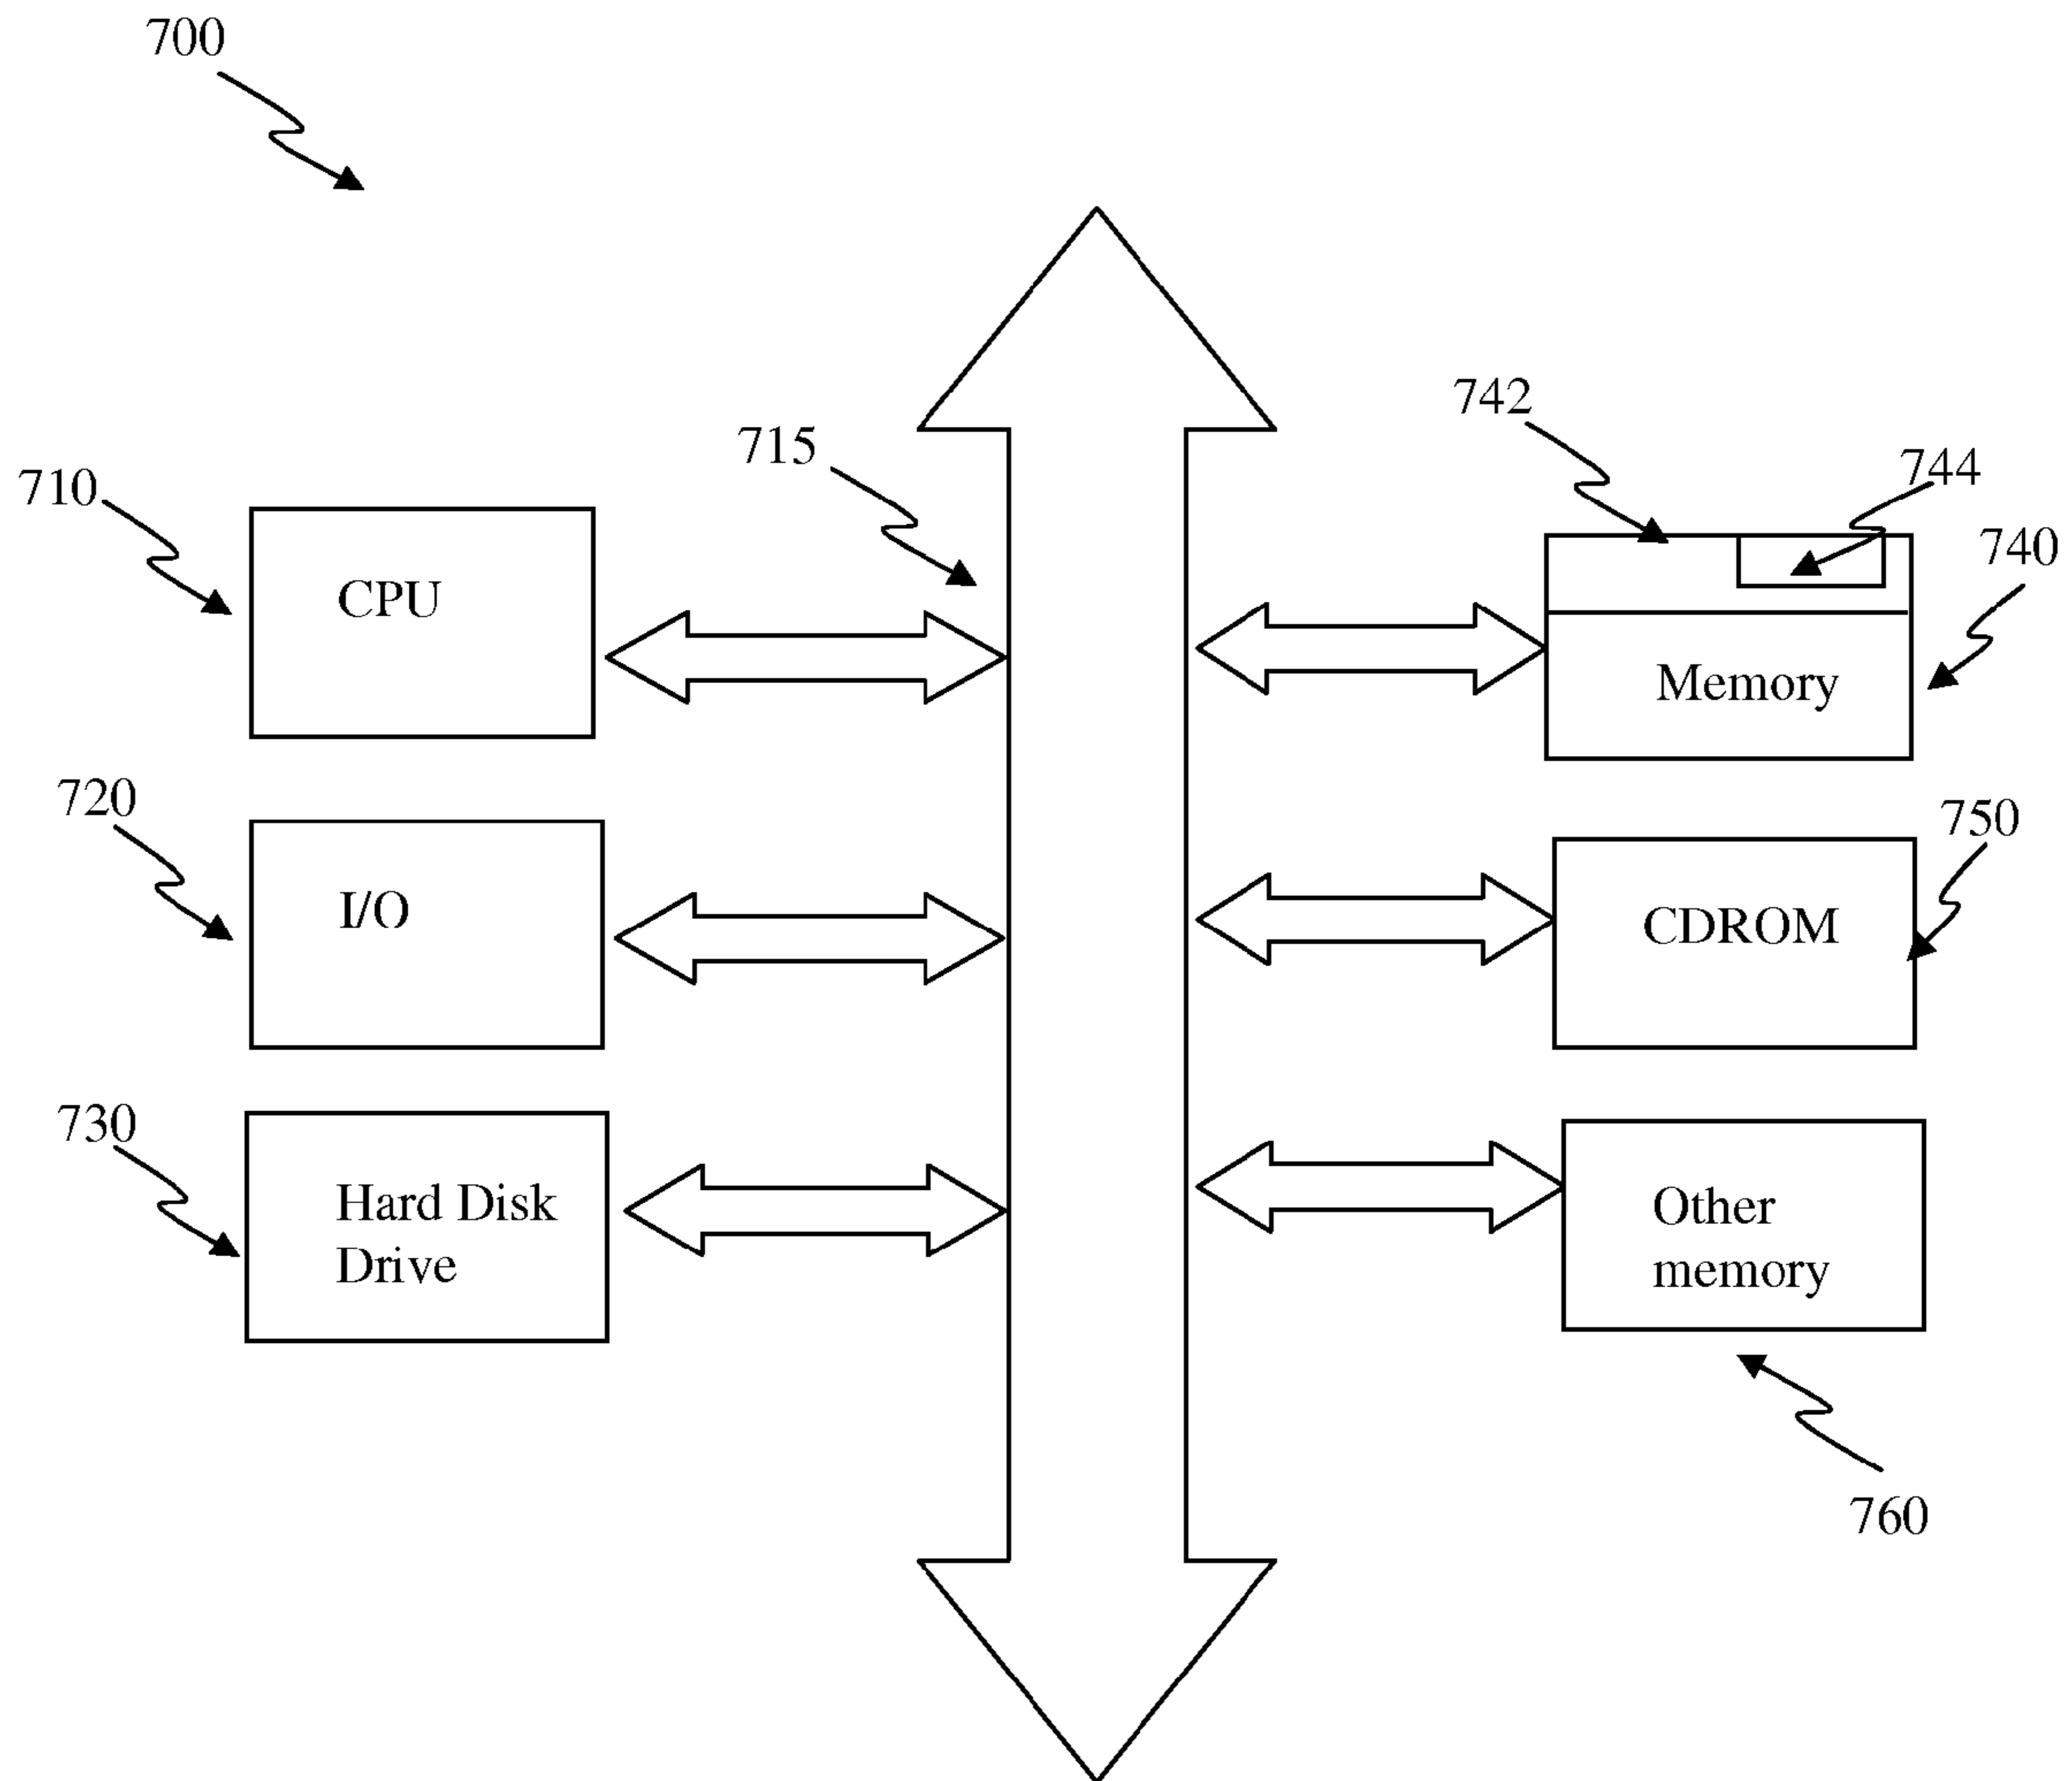 700
742
715
744
710
740
CPU
Memory
720
750
I/O
CDROM
730
Hard Disk
Drive
Other
memory
760